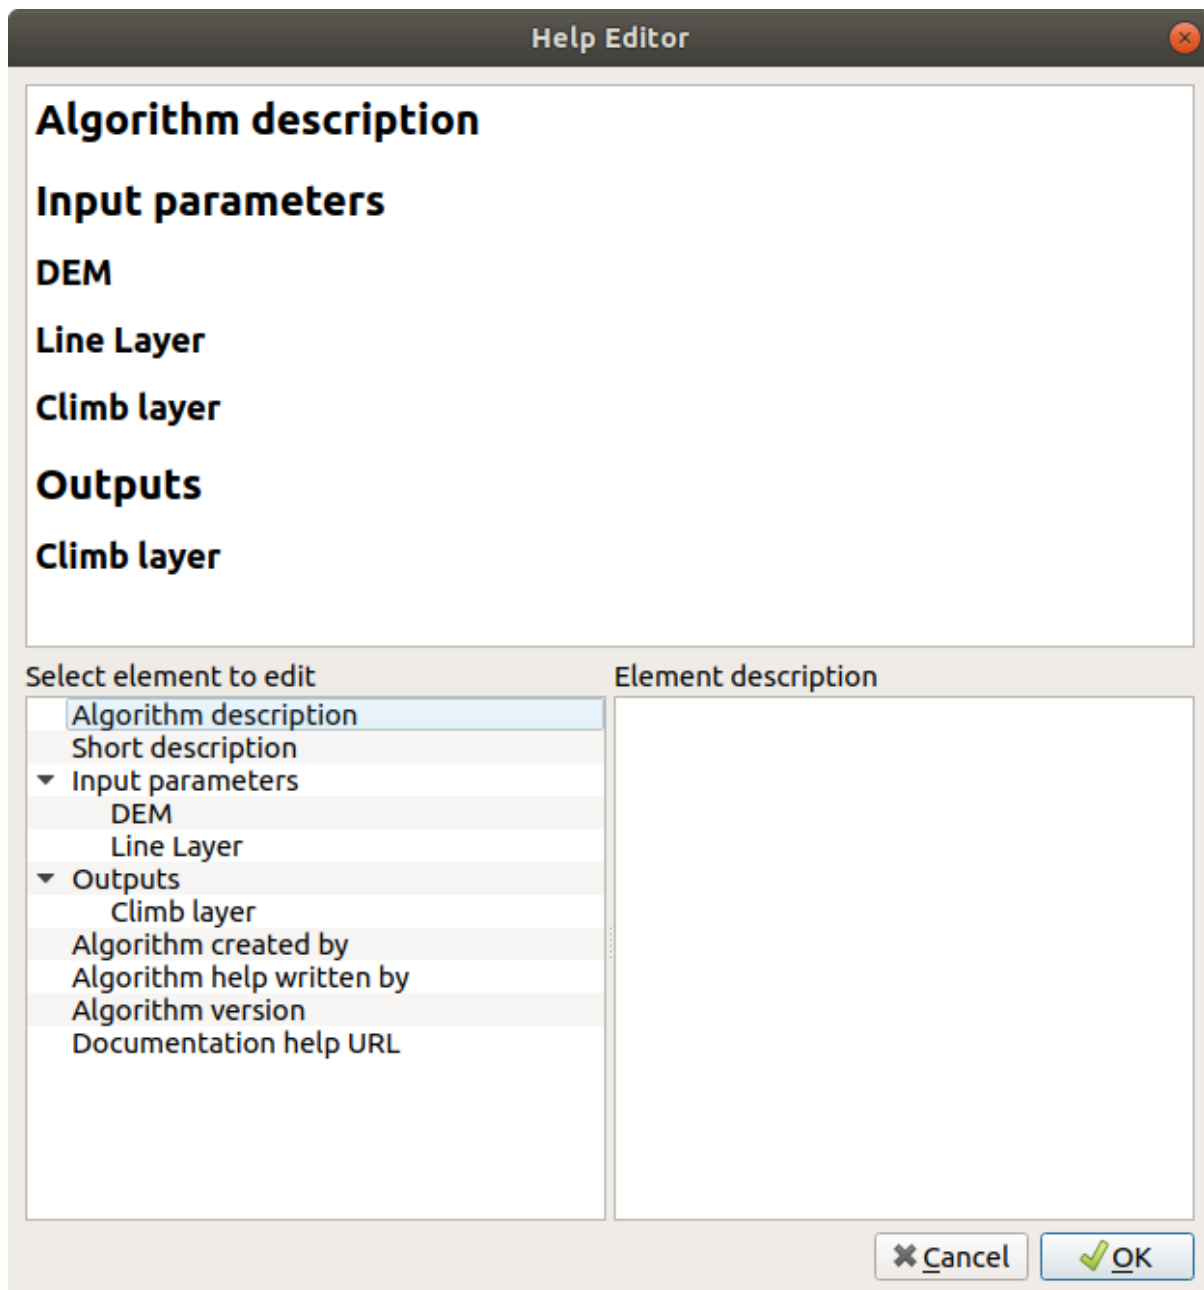 Help Editor
Algorithm description
Input parameters
DEM
Line Layer
Climb layer
Outputs
Climb layer
Select element to edit
Algorithm description
Short description
Input parameters
DEM
Line Layer
Outputs
Climb layer
Algorithm created by
Algorithm help written by
Algorithm version
Documentation help URL
Element description
Cancel
OK